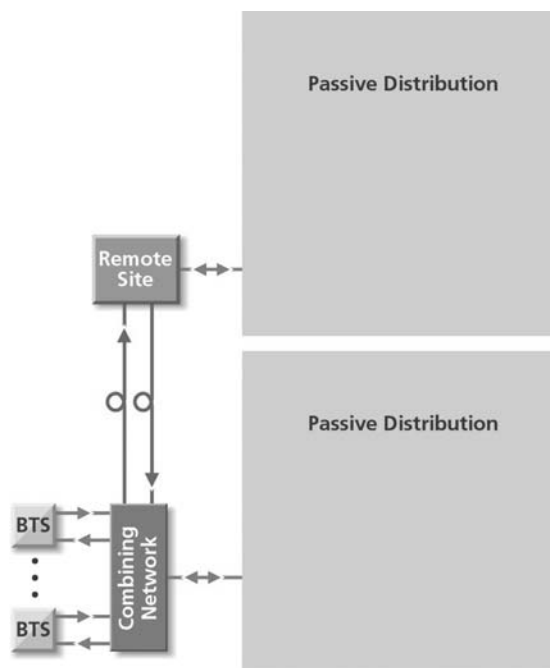 Passive Distribution
Remote
Site
Passive Distribution
BTS
Combining
Network
BTS